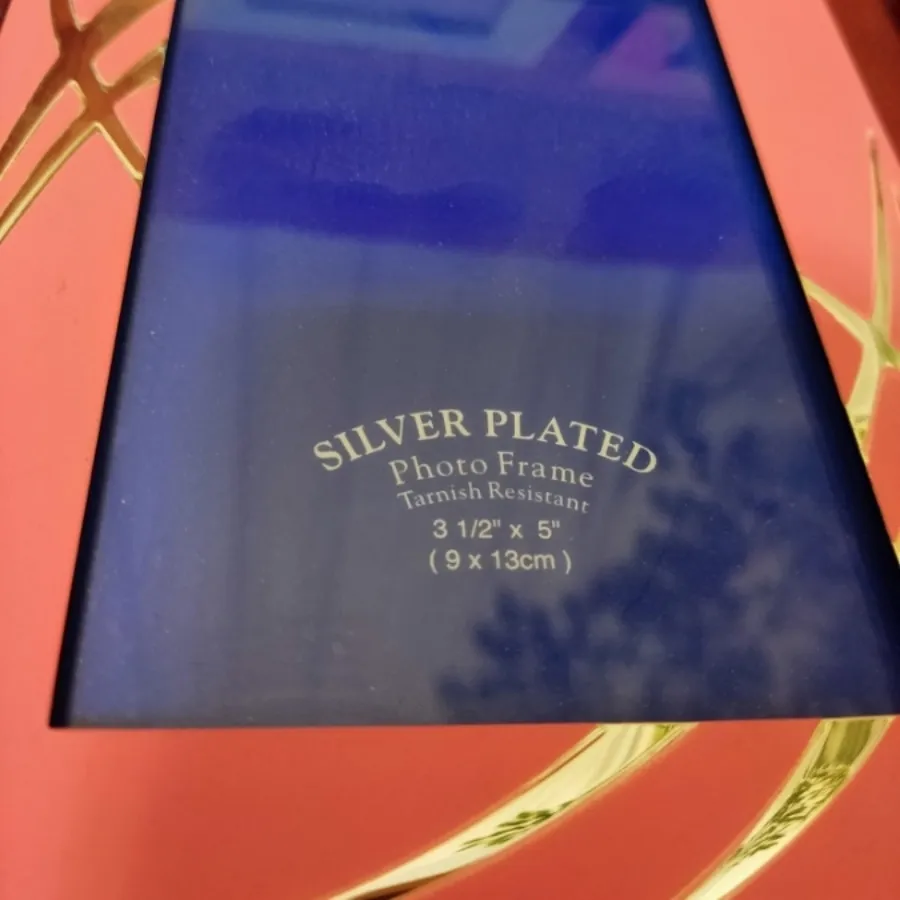 SILVER PLATED
Photo Frame
Tarnish Resistant
3 1/2" x 5"
( 9 x 13cm )